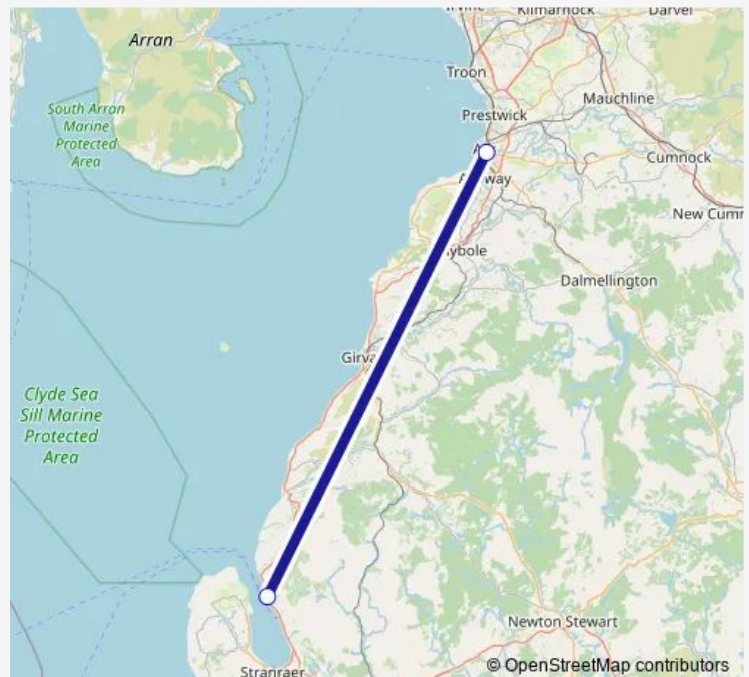 Kilmarnock
Darvel
Arran
Troon
Mauchline
South Arran
Marine
Protected
Area
Prestwick
Cumnock
New Cumn
Dalmellington
Girva
Clyde Sea
Sill Marine
Protected
Area
Newton Stewart
Stranraer
© OpenStreetMap contributors